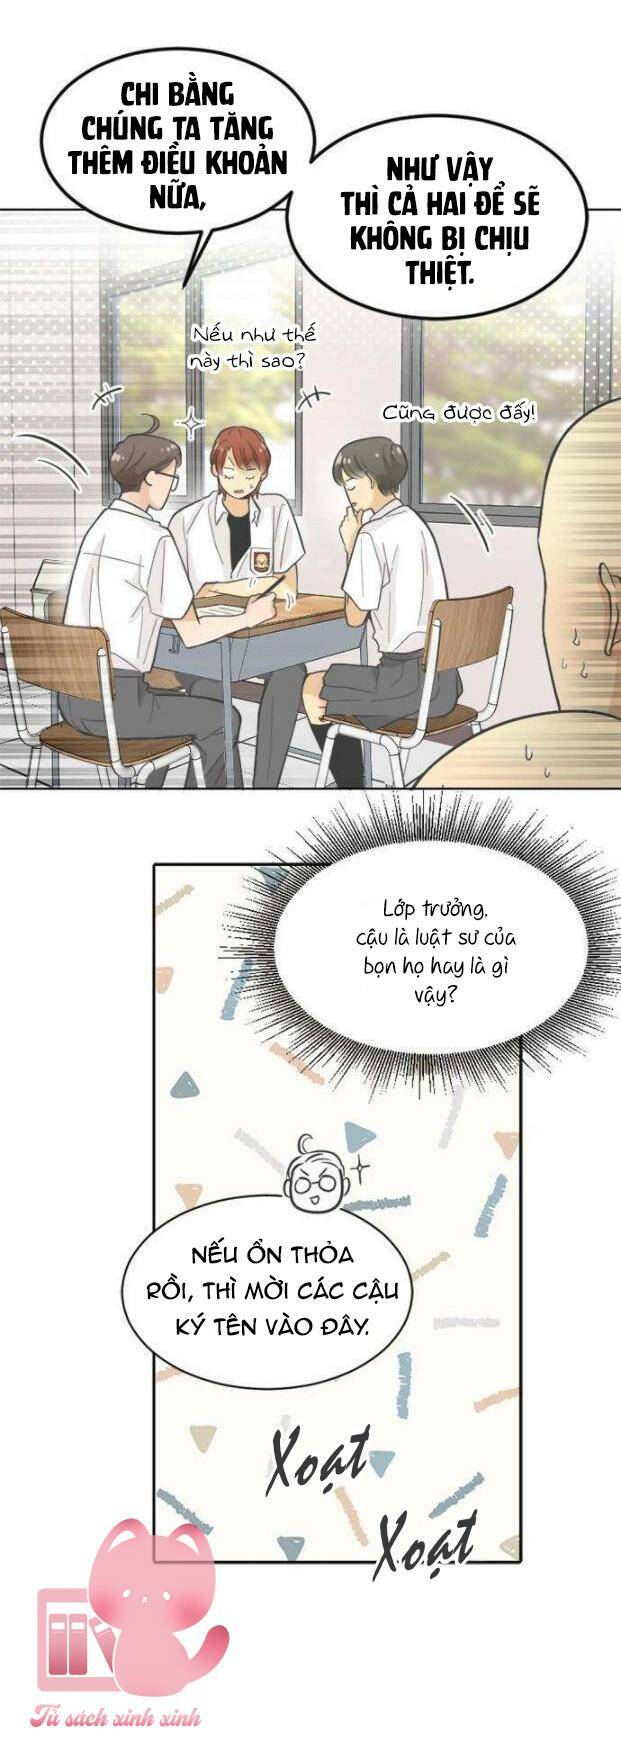 CHI BẰNG
CHÚNG TA TĂNG
THÊM ĐIỀU KHOẢN
NỮA,
NHƯ VẬY
THÌ CẢ HAI ĐỂ SẼ
KHÔNG BỊ CHỊU
THIỆT.
Nếu như thế
này thì sao?
Cũng được đấy!
Lớp trưởng,
cậu là luật sư của
bọn họ hay là gì
vậy?
NẾU ỔN THỎA
RỒI, THÌ MỜI CÁC CẬU
KÝ TÊN VÀO ĐÂY.
Xoạt
Xoạt
Tủ sách xinh xinh